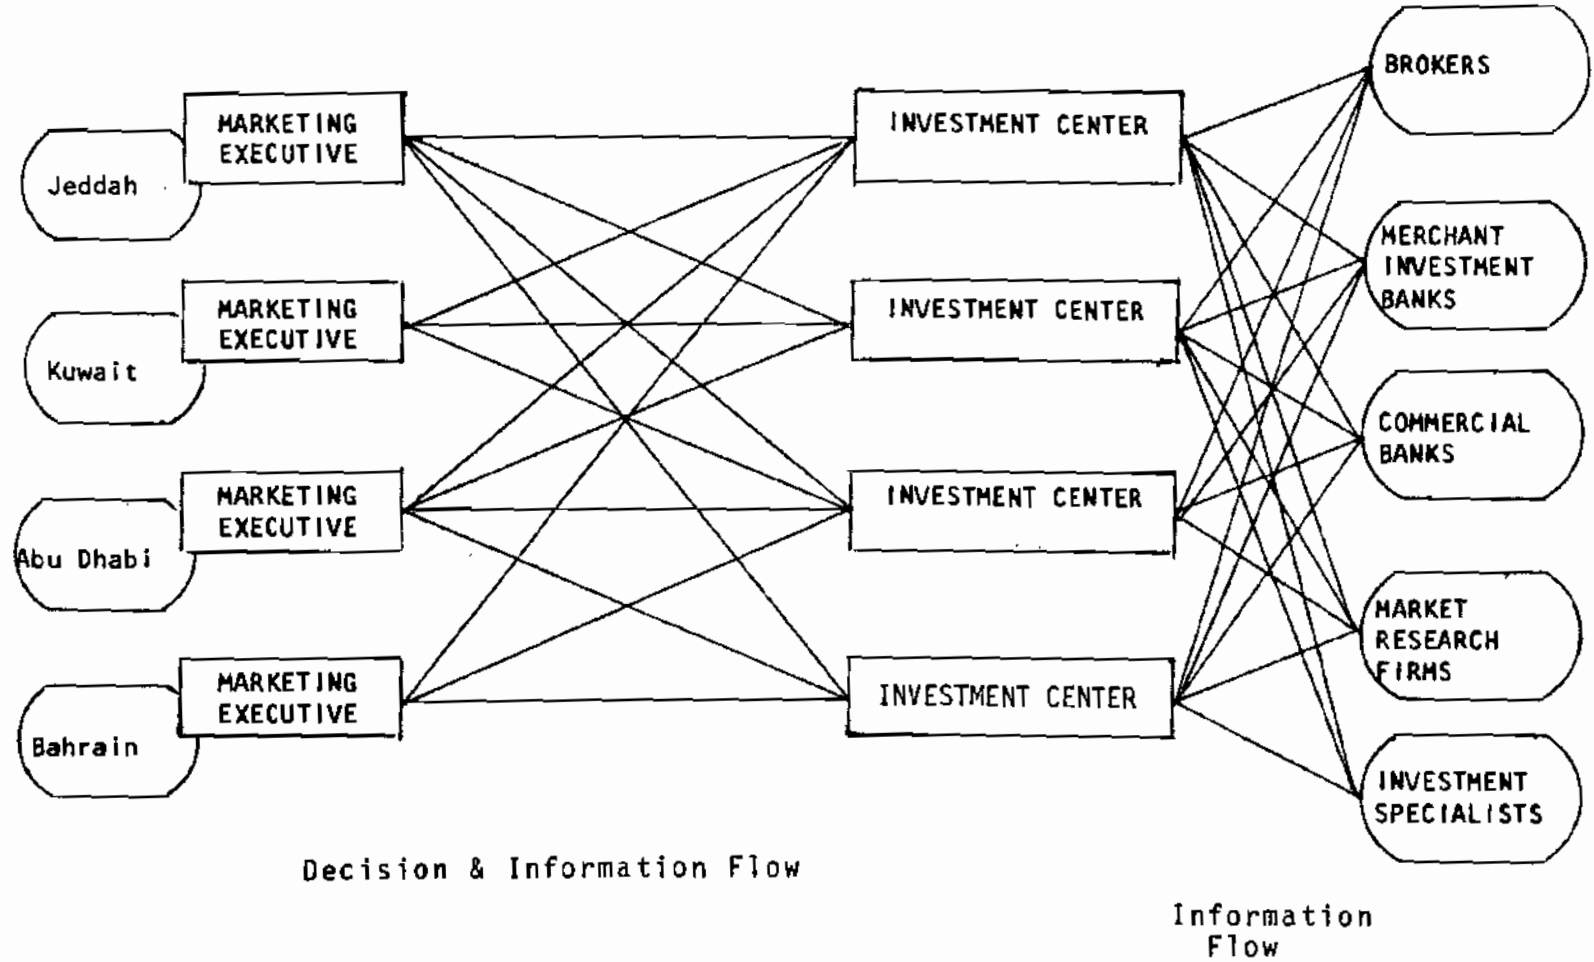 Jeddah
MARKETING
EXECUTIVE
Kuwait
MARKETING
EXECUTIVE
Abu Dhabi
MARKETING
EXECUTIVE
Bahrain
MARKETING
EXECUTIVE
INVESTMENT CENTER
INVESTMENT CENTER
INVESTMENT CENTER
INVESTMENT CENTER
BROKERS
MERCHANT
INVESTMENT
BANKS
COMMERCIAL
BANKS
MARKET
RESEARCH
FIRMS
INVESTMENT
SPECIALISTS
Decision & Information Flow
Information
Flow